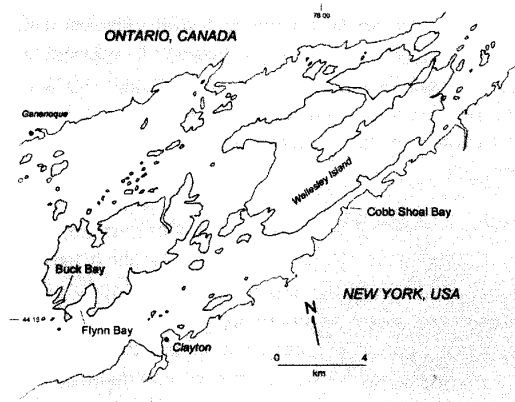 76 00
ONTARIO, CANADA
Gananoque
Wellesley Island
Cobb Shoal Bay
Buck Bay
NEW YORK, USA
44 15
Flynn Bay
N
Clayton
0 4
km